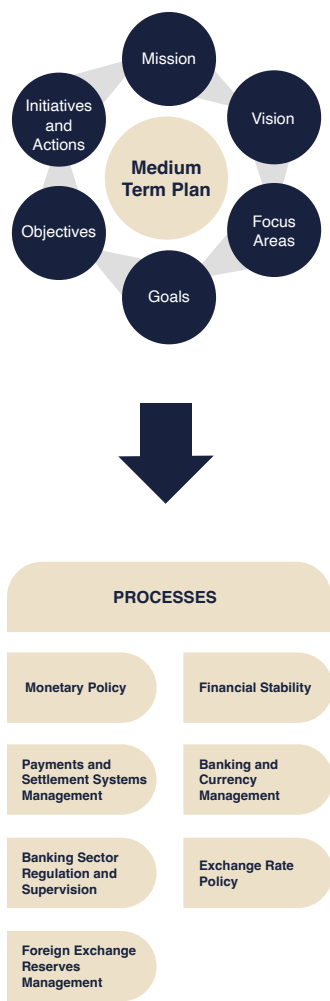 Mission
Initiatives
and
Actions
Vision
Medium
Term Plan
Objectives
Focus
Areas
Goals
PROCESSES
Monetary Policy
Financial Stability
Payments and
Settlement Systems
Management
Banking and
Currency
Management
Banking Sector
Regulation and
Supervision
Exchange Rate
Policy
Foreign Exchange
Reserves
Management